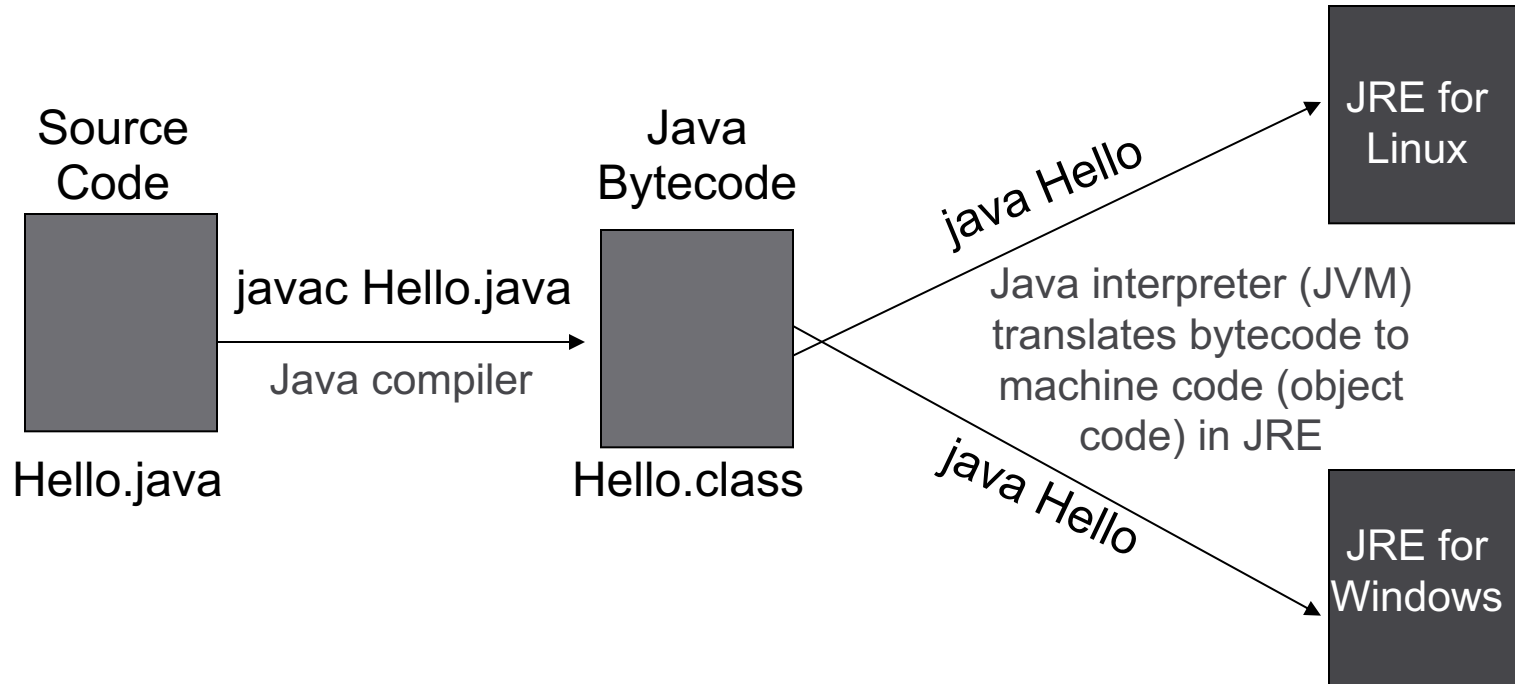 Source
Code
Hello.java
javac Hello.java
Java compiler
Java
Bytecode
Hello.class
java Hello
Java interpreter (JVM)
translates bytecode to
machine code (object
code) in JRE
java Hello
JRE for
Linux
JRE for
Windows